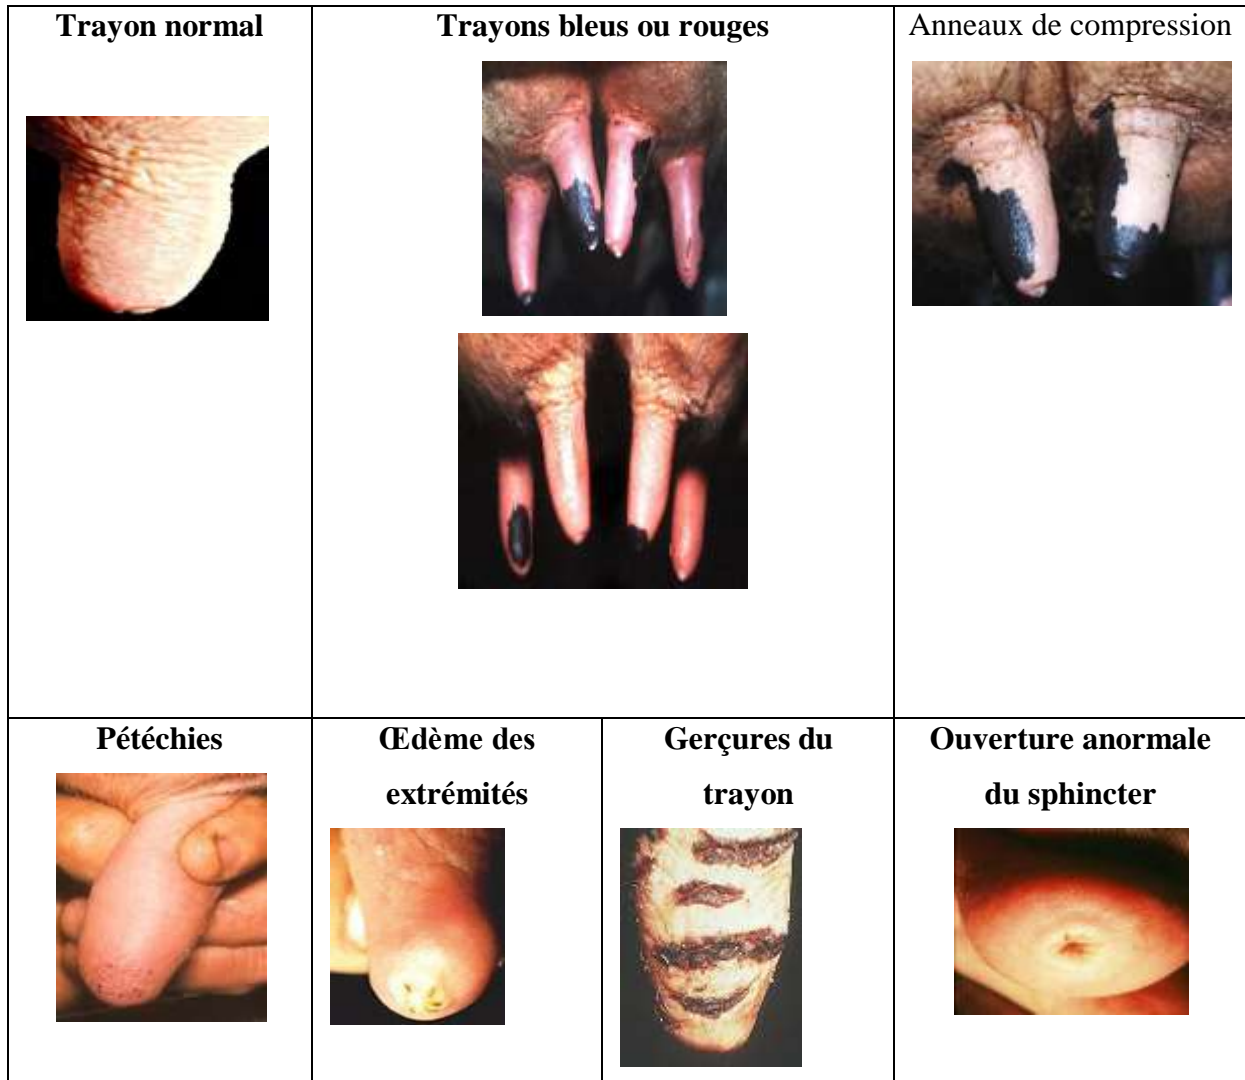 Trayon normal
Trayons bleus ou rouges
Anneaux de compression
Pétéchies
Œdème des
extrémités
Gerçures du
trayon
Ouverture anormale
du sphincter